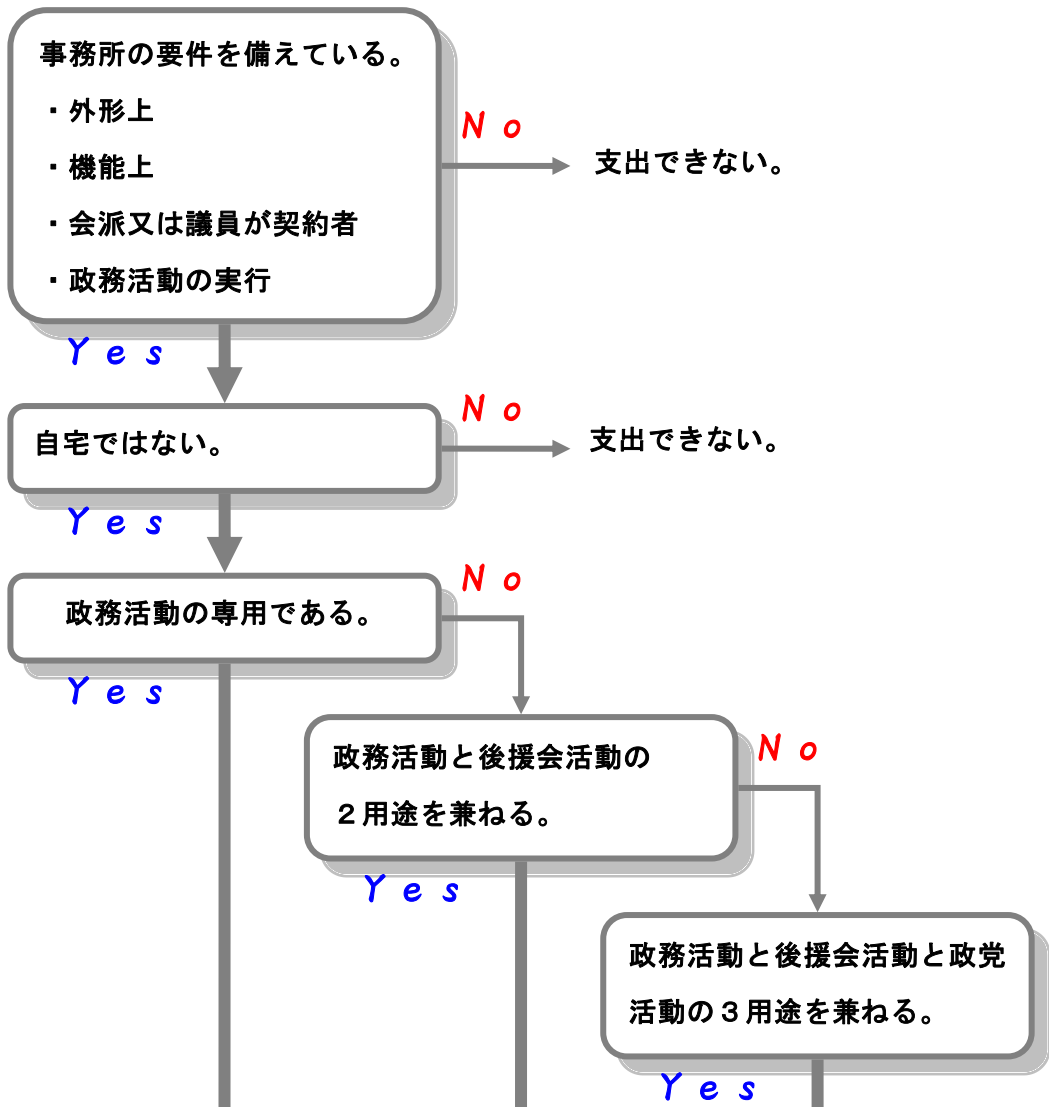 事務所の要件を備えている。
・外形上
・機能上
・会派又は議員が契約者
・政務活動の実行
No
支出できない。
Yes
自宅ではない。
No
支出できない。
Yes
政務活動の専用である。
No
Yes
政務活動と後援会活動の
２用途を兼ねる。
No
Yes
政務活動と後援会活動と政党
活動の３用途を兼ねる。
Yes